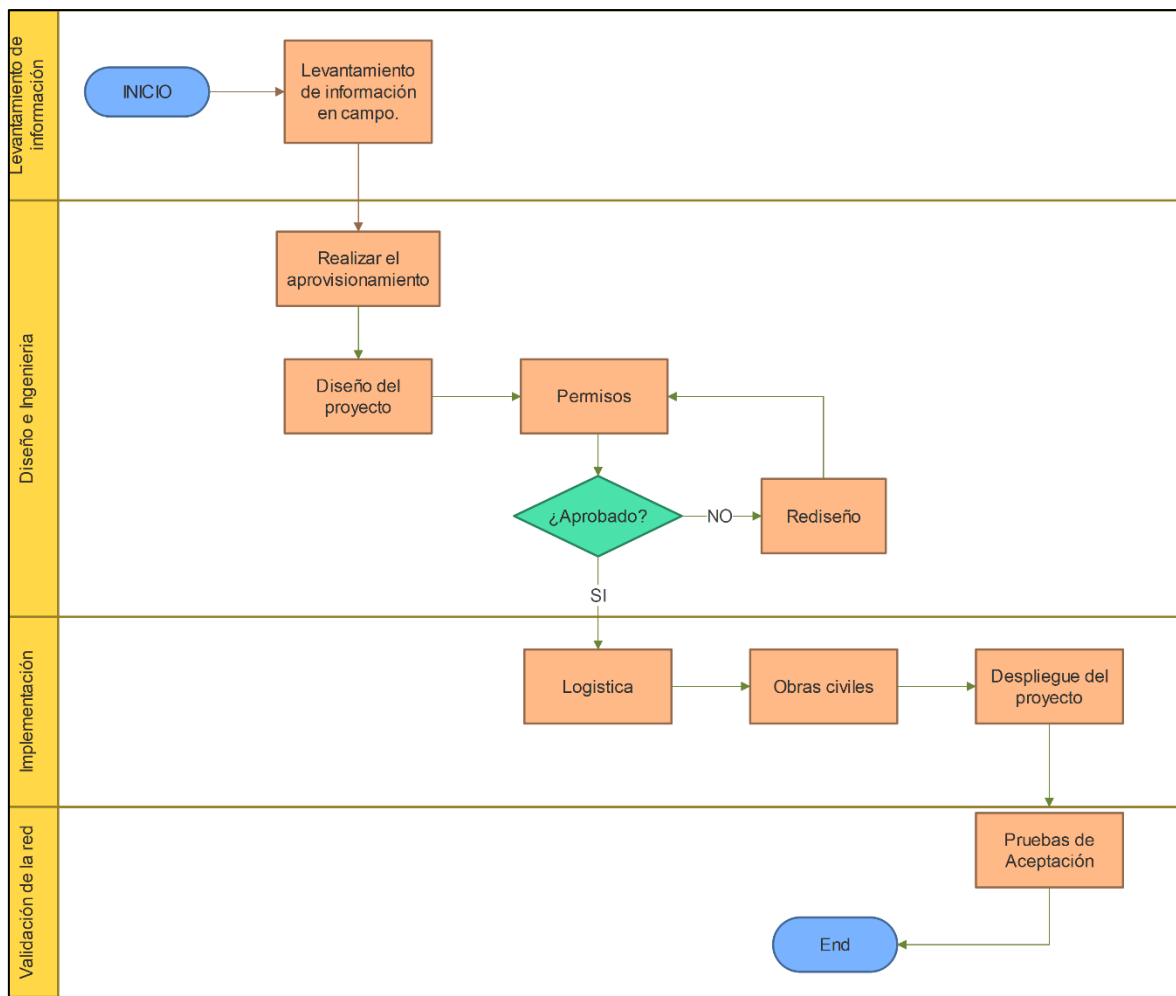 Levantamiento de
información
INICIO
Levantamiento
de información
en campo.
Diseño e Ingenieria
Realizar el
aprovisionamiento
Diseño del
proyecto
Permisos
¿Aprobado?
NO
Rediseño
SI
Implementación
Logistica
Obras civiles
Despliegue del
proyecto
Validación de la red
Pruebas de
Aceptación
End